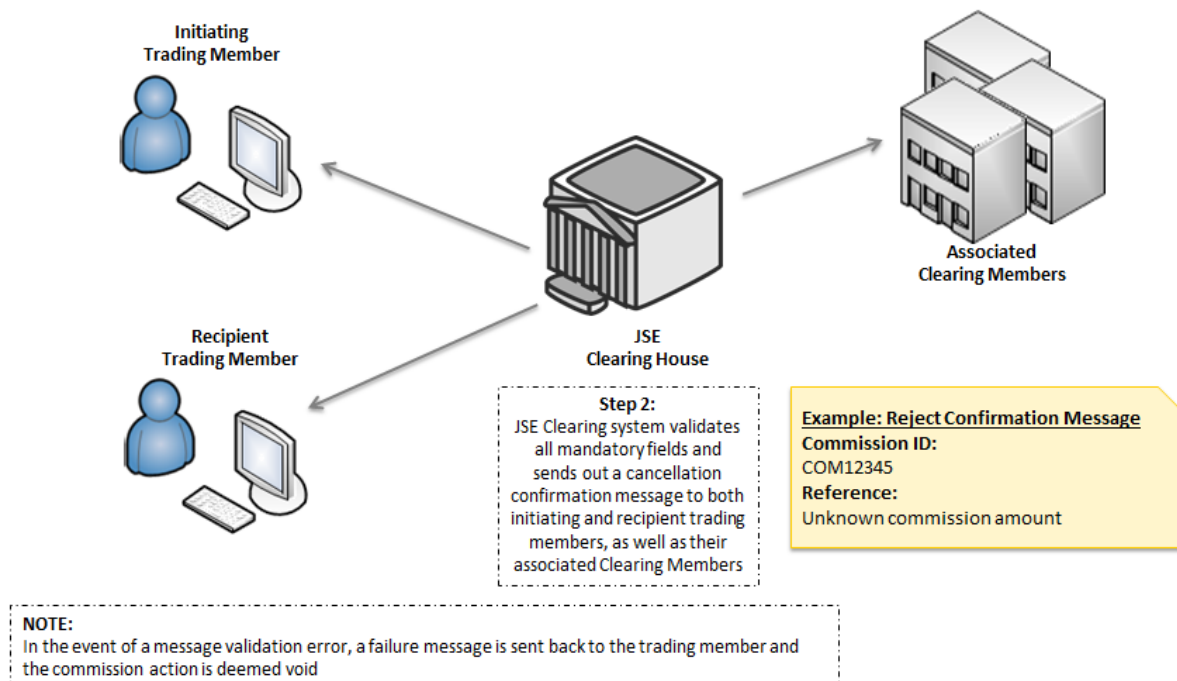 Initiating
Trading Member
Associated
Clearing Members
Recipient
Trading Member
JSE
Clearing House
Step 2:
JSE Clearing system validates
all mandatory fields and
sends out a cancellation
confirmation message to both
initiating and recipient trading
members, as well as their
associated Clearing Members
Example: Reject Confirmation Message
Commission ID:
COM12345
Reference:
Unknown commission amount
NOTE:
In the event of a message validation error, a failure message is sent back to the trading member and
the commission action is deemed void